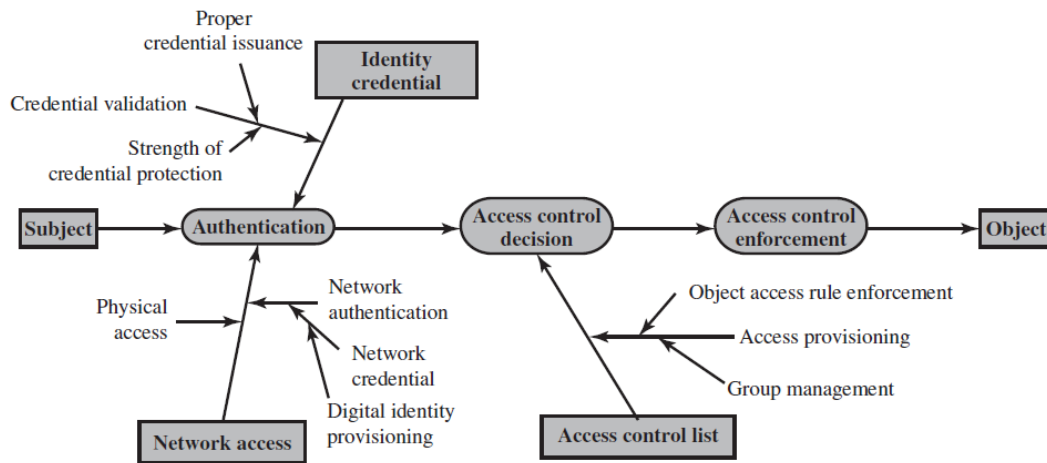 Proper
credential issuance
Identity
credential
Credential validation
Strength of
credential protection
Subject
Authentication
Access control
decision
Access control
enforcement
Object
Physical
access
Network
authentication
Network
credential
Digital identity
provisioning
Object access rule enforcement
Access provisioning
Group management
Network access
Access control list